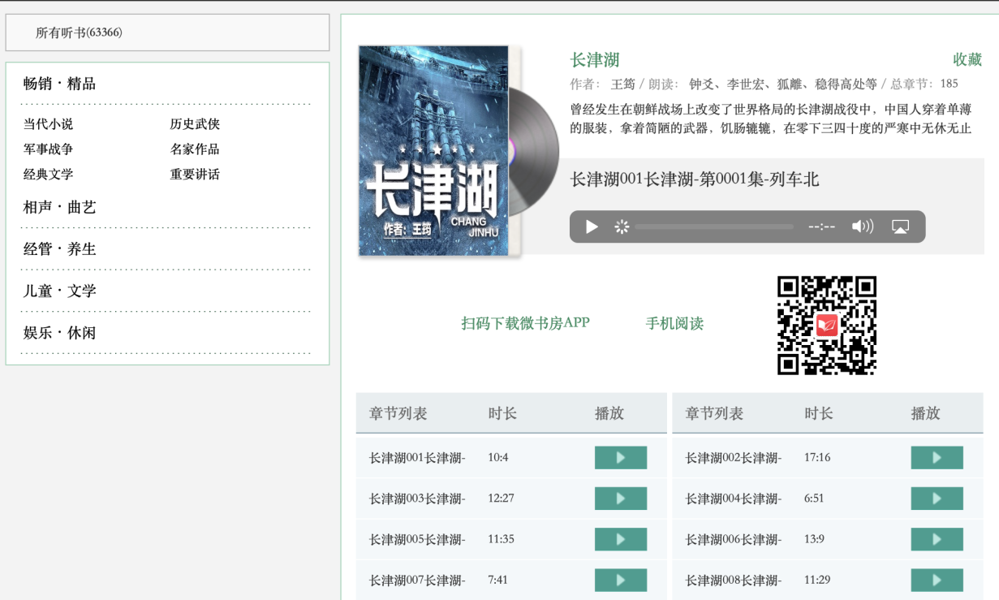 所有听书(63366)
畅销·精品
当代小说 历史武侠
军事战争 名家作品
经典文学 重要讲话
相声·曲艺
经管·养生
儿童·文学
娱乐·休闲
长津湖
作者：王筠
CHANG
JINHU
长津湖 收藏
作者： 王筠 / 朗读： 钟爻、李世宏、狐離、稳得高处等 / 总章节： 185
曾经发生在朝鲜战场上改变了世界格局的长津湖战役中，中国人穿着单薄
的服装，拿着简陋的武器，饥肠辘辘，在零下三四十度的严寒中无休无止
长津湖001长津湖-第0001集-列车北
--:--
扫码下载微书房APP 手机阅读
章节列表 时长 播放 章节列表 时长 播放
长津湖001长津湖- 10:4 长津湖002长津湖- 17:16
长津湖003长津湖- 12:27 长津湖004长津湖- 6:51
长津湖005长津湖- 11:35 长津湖006长津湖- 13:9
长津湖007长津湖- 7:41 长津湖008长津湖- 11:29